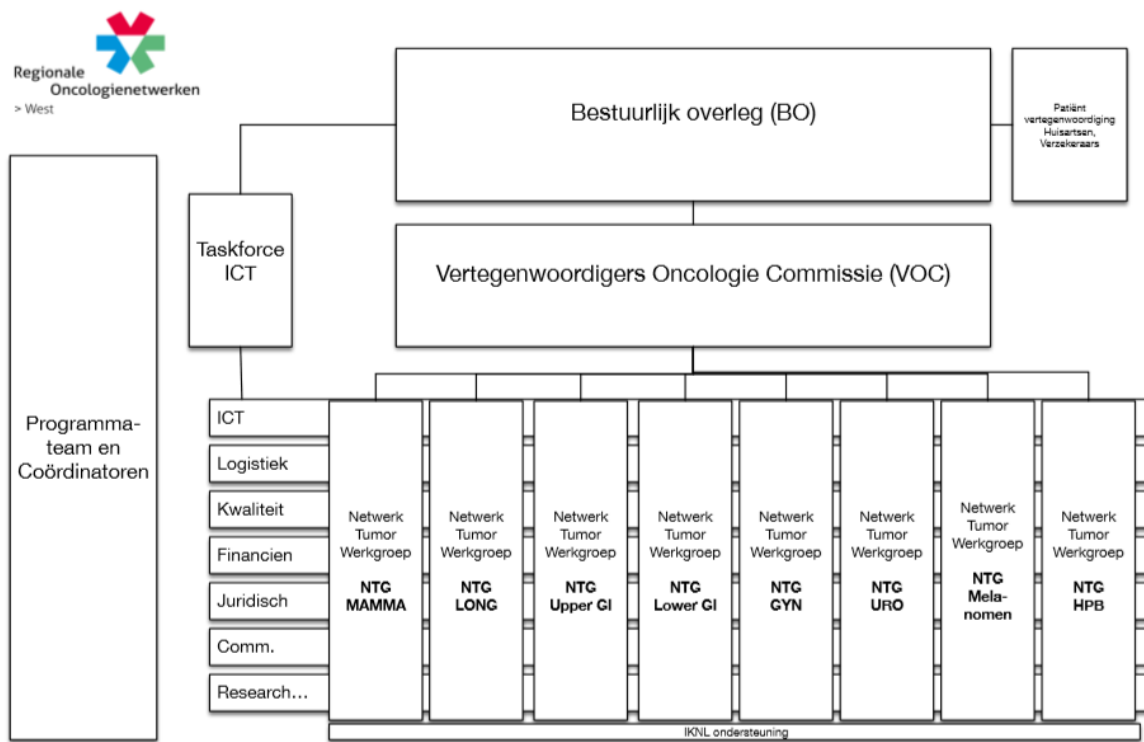 Regionale
Oncologienetwerken
> West
Bestuurlijk overleg (BO)
Patiënt
vertegenwoordiging
Huisartsen,
Verzekeraars
Taskforce
ICT
Vertegenwoordigers Oncologie Commissie (VOC)
Programma-
team en
Coördinatoren
ICT
Logistiek
Kwaliteit
Financien
Juridisch
Comm.
Research...
Netwerk
Tumor
Werkgroep
NTG
MAMMA
Netwerk
Tumor
Werkgroep
NTG
LONG
Netwerk
Tumor
Werkgroep
NTG
Upper GI
Netwerk
Tumor
Werkgroep
NTG
Lower GI
Netwerk
Tumor
Werkgroep
NTG
GYN
Netwerk
Tumor
Werkgroep
NTG
URO
Netwerk
Tumor
Werkgroep
NTG
Mela-
nomen
Netwerk
Tumor
Werkgroep
NTG
HPB
IKNL ondersteuning